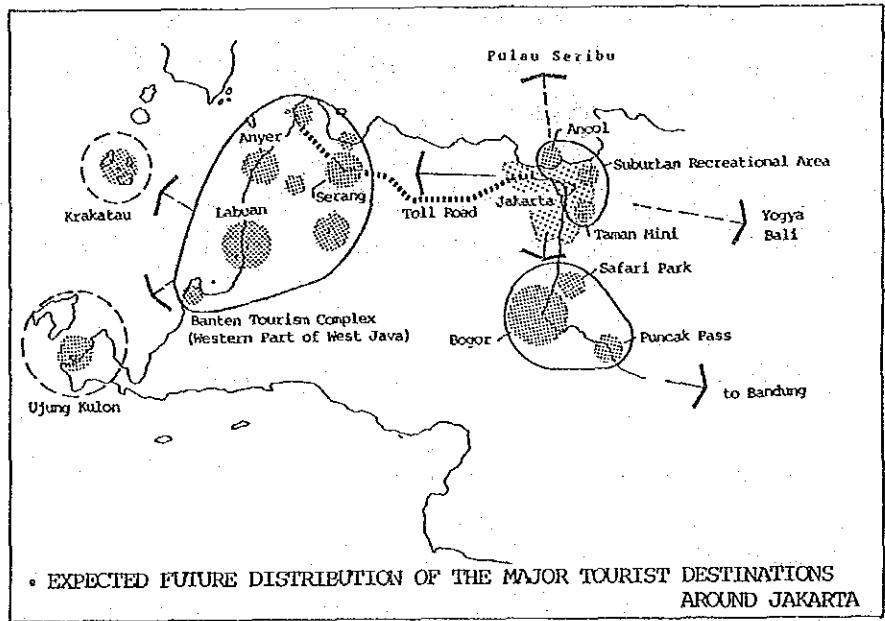 Pulau Seribu
Ancol
Anyer
Suburban Recreational Area
Krakatau
Labuan
Serang
Toll Road
Jakarta
Taman Mini
Yogya
Bali
Safari Park
Banten Tourism Complex
(Western Part of West Java)
Bogor
Puncak Pass
Ujung Kulon
to Bandung
• EXPECTED FUTURE DISTRIBUTION OF THE MAJOR TOURIST DESTINATIONS
AROUND JAKARTA